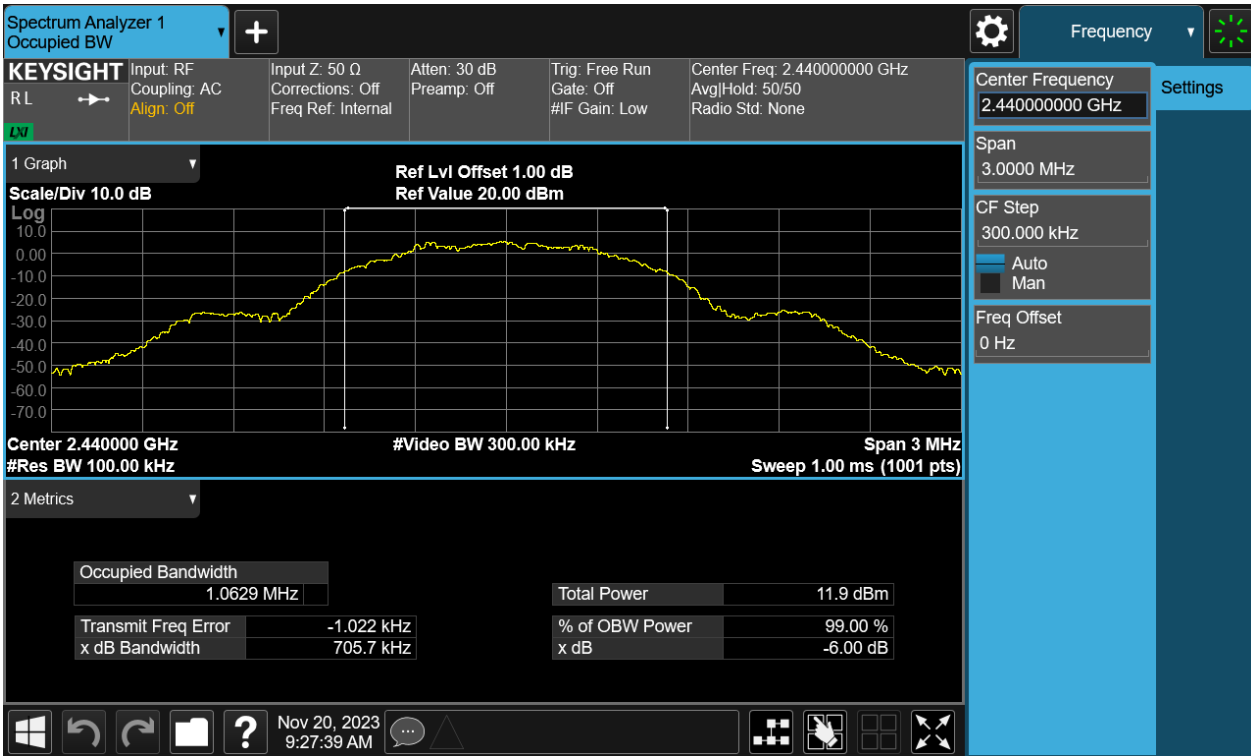 Spectrum Analyzer 1
Occupied BW
+
Frequency
KEYSIGHT
R L
LXI
Input: RF
Coupling: AC
Align: Off
Input Z: 50 Ω
Corrections: Off
Freq Ref: Internal
Atten: 30 dB
Preamp: Off
Trig: Free Run
Gate: Off
#IF Gain: Low
Center Freq: 2.440000000 GHz
Avg|Hold: 50/50
Radio Std: None
Center Frequency
2.440000000 GHz
Settings
Span
3.0000 MHz
CF Step
300.000 kHz
Auto
Man
Freq Offset
0 Hz
1 Graph
Scale/Div 10.0 dB
Ref Lvl Offset 1.00 dB
Ref Value 20.00 dBm
Log
10.0
0.00
-10.0
-20.0
-30.0
-40.0
-50.0
-60.0
-70.0
Center 2.440000 GHz
#Video BW 300.00 kHz
Span 3 MHz
#Res BW 100.00 kHz
Sweep 1.00 ms (1001 pts)
2 Metrics
Occupied Bandwidth
1.0629 MHz
Total Power 11.9 dBm
Transmit Freq Error -1.022 kHz
% of OBW Power 99.00 %
x dB Bandwidth 705.7 kHz
x dB -6.00 dB
?
Nov 20, 2023
9:27:39 AM